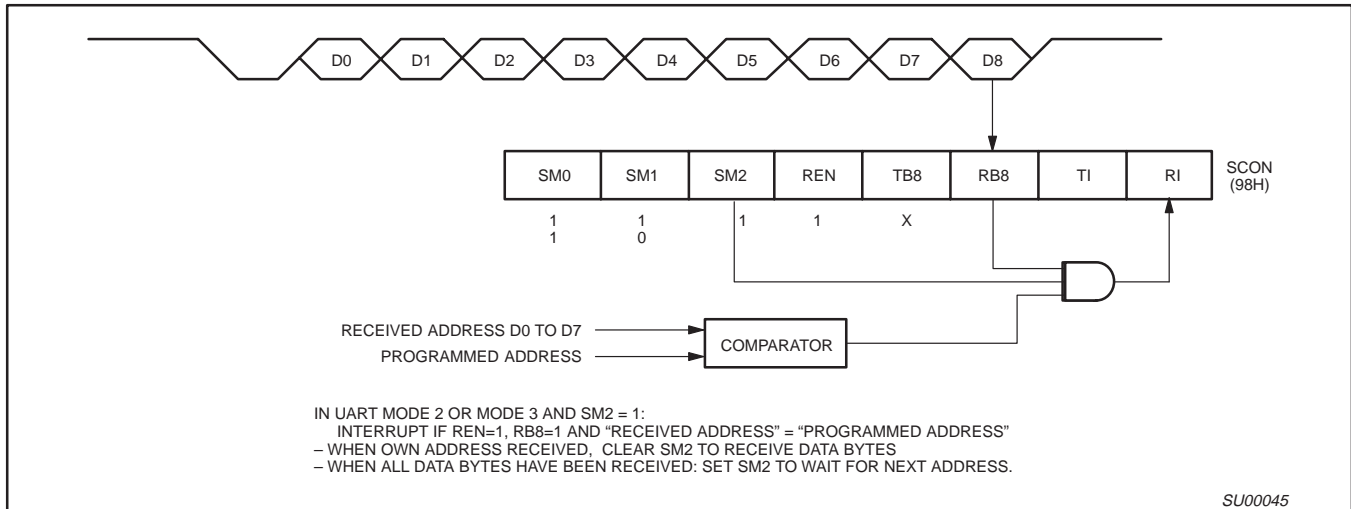 D0 D1 D2 D3 D4 D5 D6 D7 D8
SM0 SM1 SM2 REN TB8 RB8 TI RI
SCON
(98H)
1 1 1 1 X
1 0
RECEIVED ADDRESS D0 TO D7
PROGRAMMED ADDRESS
COMPARATOR
IN UART MODE 2 OR MODE 3 AND SM2 = 1:
INTERRUPT IF REN=1, RB8=1 AND “RECEIVED ADDRESS” = “PROGRAMMED ADDRESS”
– WHEN OWN ADDRESS RECEIVED, CLEAR SM2 TO RECEIVE DATA BYTES
– WHEN ALL DATA BYTES HAVE BEEN RECEIVED: SET SM2 TO WAIT FOR NEXT ADDRESS.
SU00045